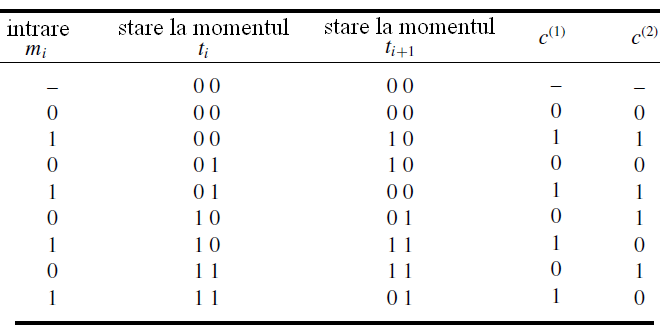 intrare stare la momentul stare la momentul c⁽¹⁾ c⁽²⁾
mᵢ tᵢ tᵢ₊₁
– 0 0 0 0 – –
0 0 0 0 0 0 0
1 0 0 1 0 1 1
0 0 1 1 0 0 0
1 0 1 0 0 1 1
0 1 0 0 1 0 1
1 1 0 1 1 1 0
0 1 1 1 1 0 1
1 1 1 0 1 1 0